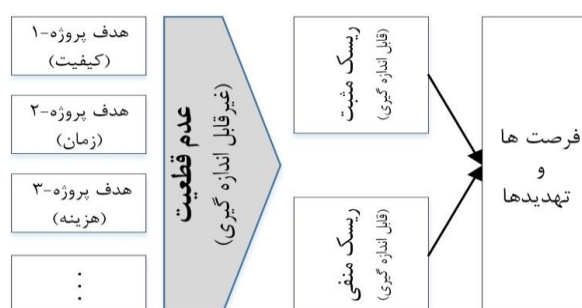 هدف پروژه-۱
(کیفیت)
هدف پروژه-۲
(زمان)
هدف پروژه-۳
(هزینه)
...
عدم قطعیت
(غیرقابل اندازه گیری)
ریسک مثبت
(قابل اندازه گیری)
ریسک منفی
(قابل اندازه گیری)
فرصت ها
و
تهدیدها